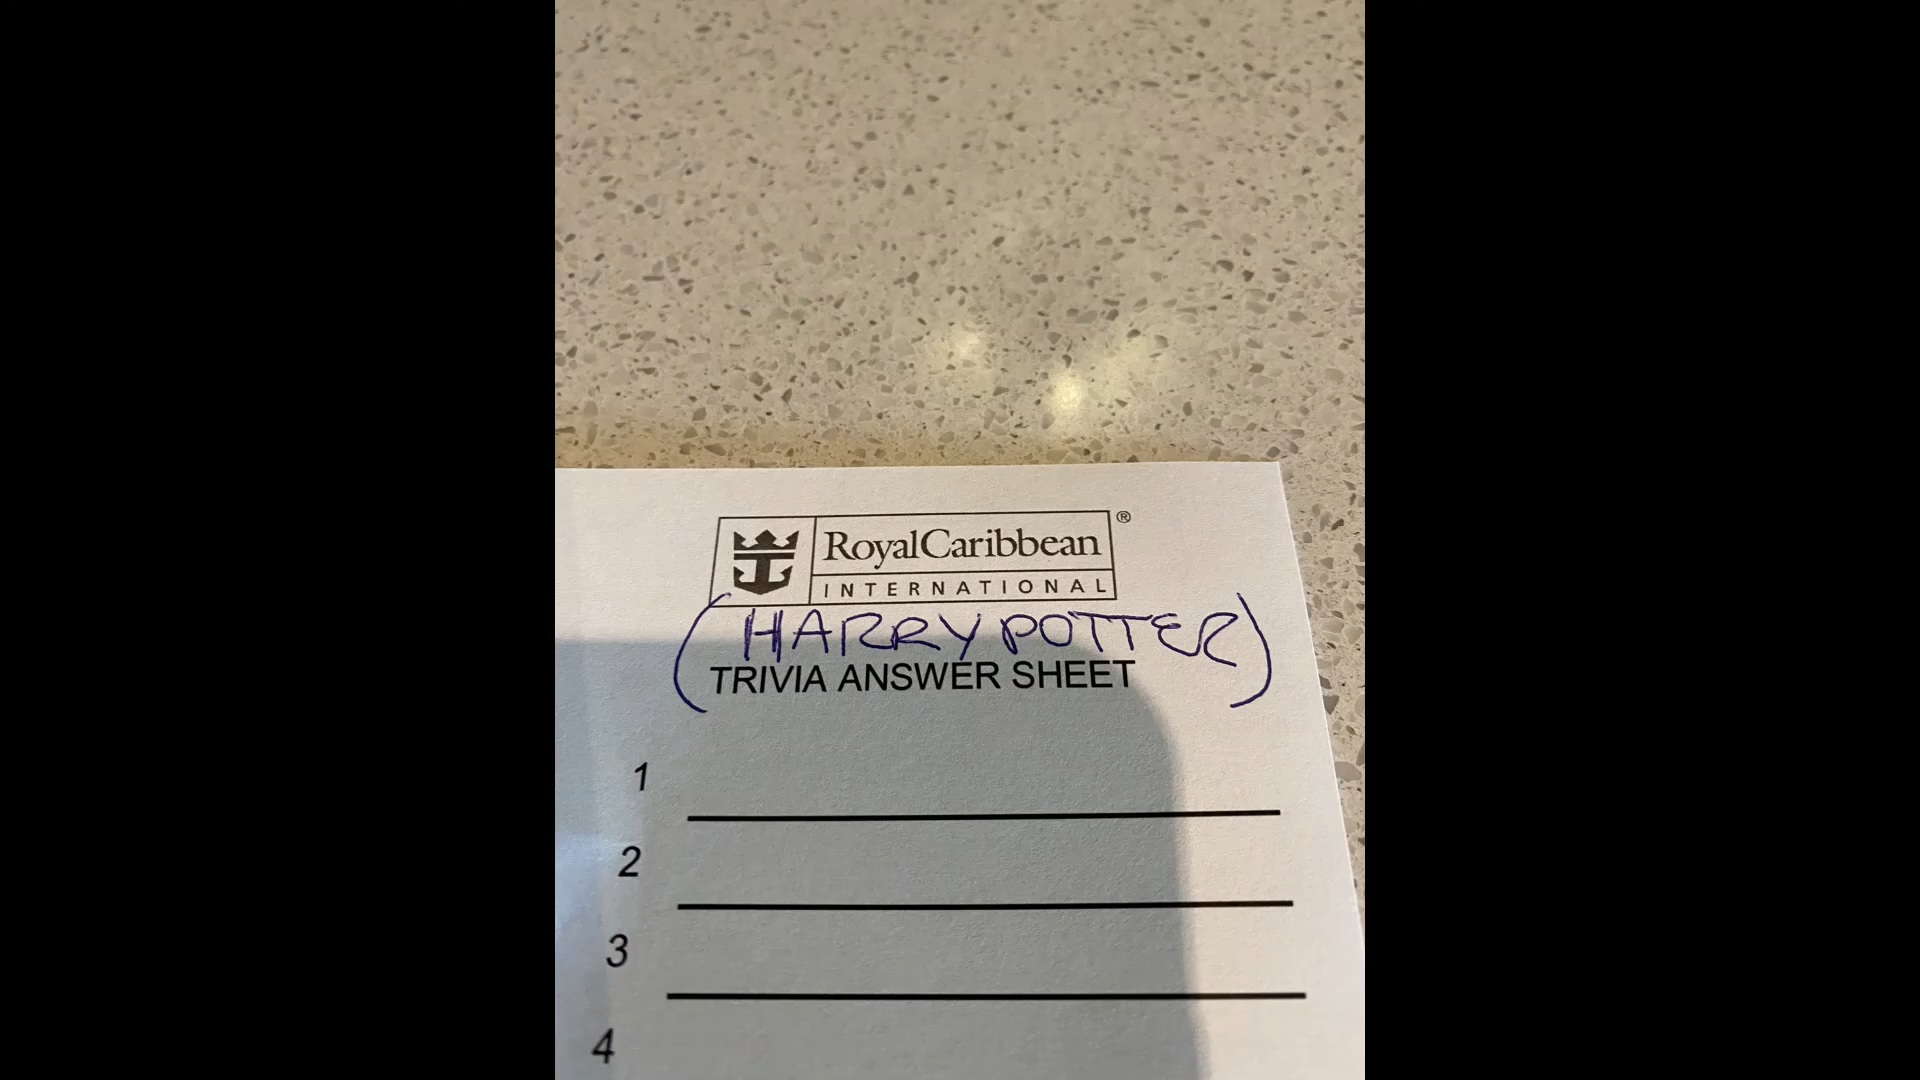 RoyalCaribbean ®
INTERNATIONAL
(HARRY POTTER)
TRIVIA ANSWER SHEET
1
2
3
4